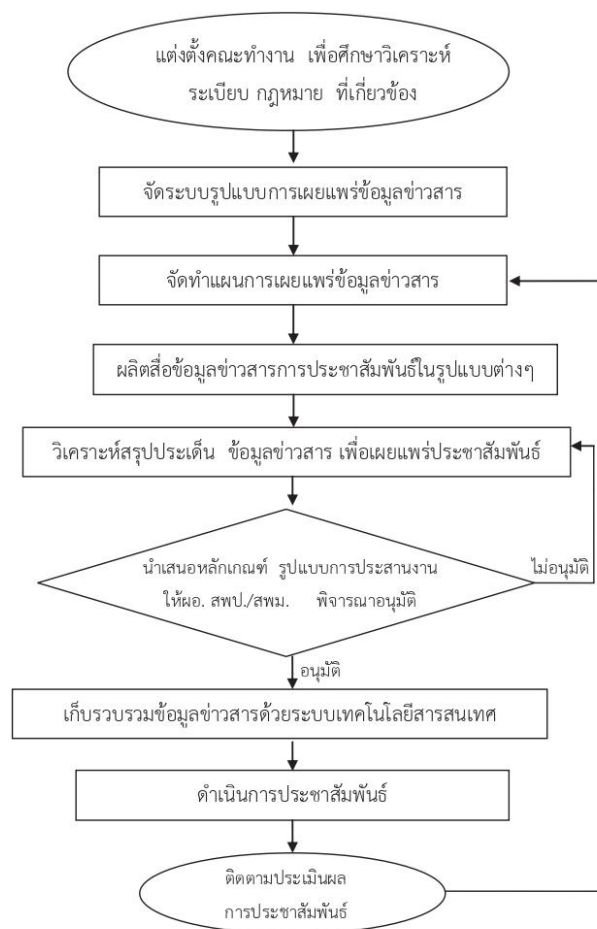 แต่งตั้งคณะทำงาน เพื่อศึกษาวิเคราะห์
ระเบียบ กฎหมาย ที่เกี่ยวข้อง
จัดระบบรูปแบบการเผยแพร่ข้อมูลข่าวสาร
จัดทำแผนการเผยแพร่ข้อมูลข่าวสาร
ผลิตสื่อข้อมูลข่าวสารการประชาสัมพันธ์ในรูปแบบต่างๆ
วิเคราะห์สรุปประเด็น ข้อมูลข่าวสาร เพื่อเผยแพร่ประชาสัมพันธ์
นำเสนอหลักเกณฑ์ รูปแบบการประสานงาน
ให้ผอ. สพป./สพม. พิจารณาอนุมัติ
ไม่อนุมัติ
อนุมัติ
เก็บรวบรวมข้อมูลข่าวสารด้วยระบบเทคโนโลยีสารสนเทศ
ดำเนินการประชาสัมพันธ์
ติดตามประเมินผล
การประชาสัมพันธ์